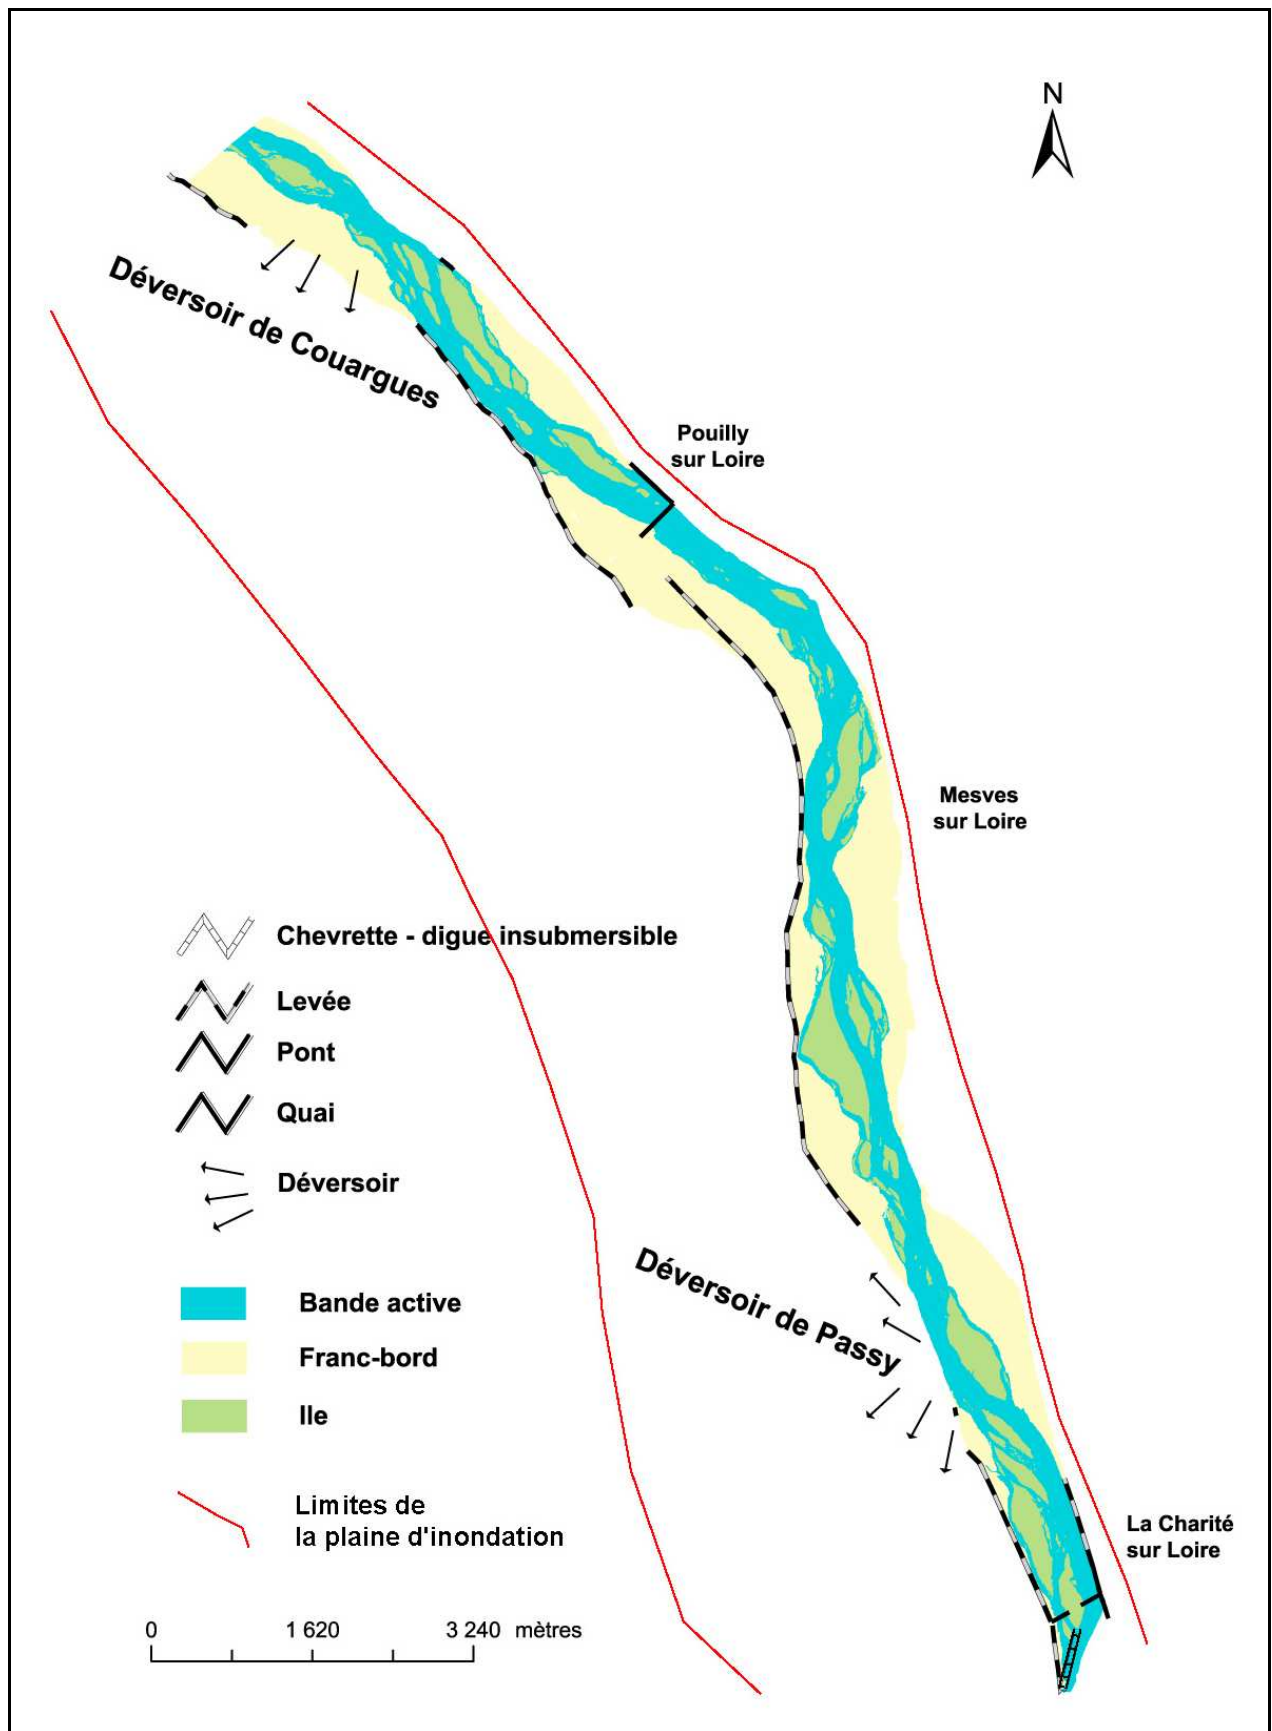 N
Déversoir de Couargues
Pouilly
sur Loire
Mesves
sur Loire
Chevrette - digue insubmersible
Levée
Pont
Quai
Déversoir
Déversoir de Passy
Bande active
Franc-bord
Ile
Limites de
la plaine d'inondation
La Charité
sur Loire
0 1 620 3 240 mètres